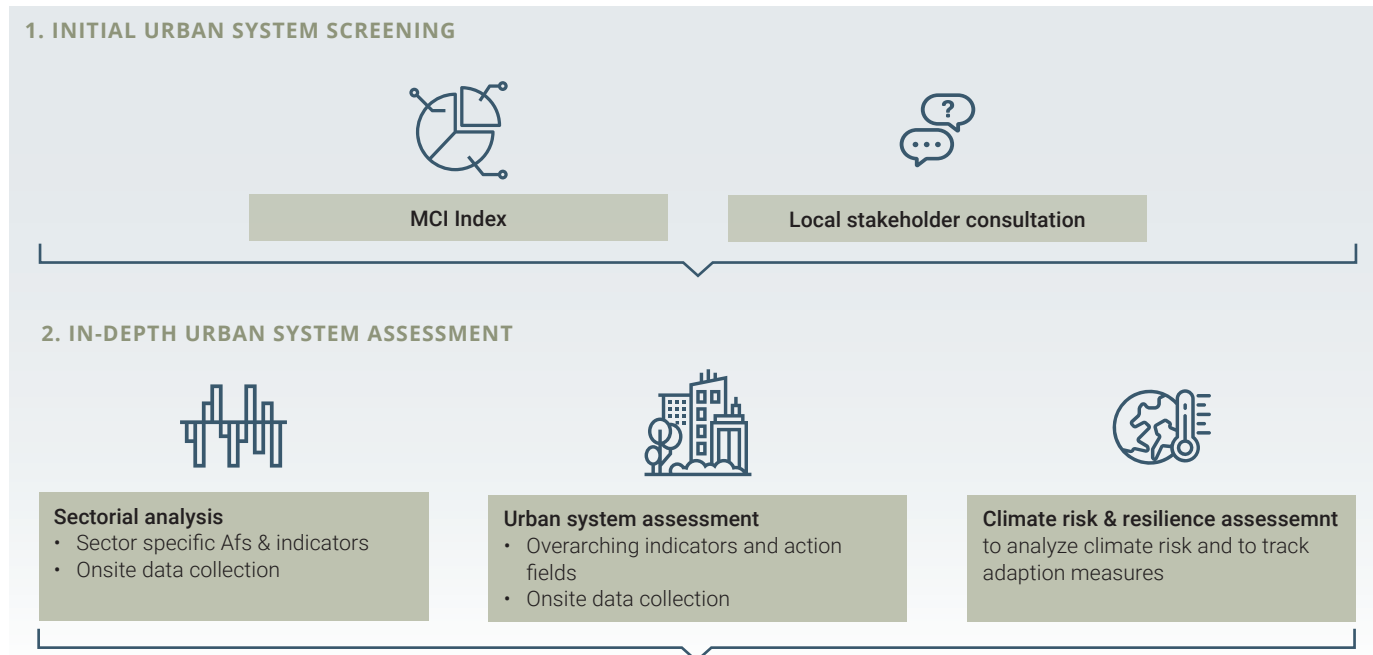 1. INITIAL URBAN SYSTEM SCREENING
?
MCI Index
Local stakeholder consultation
2. IN-DEPTH URBAN SYSTEM ASSESSMENT
Sectorial analysis
• Sector specific Afs & indicators
• Onsite data collection
Urban system assessment
• Overarching indicators and action
fields
• Onsite data collection
Climate risk & resilience assessemnt
to analyze climate risk and to track
adaption measures